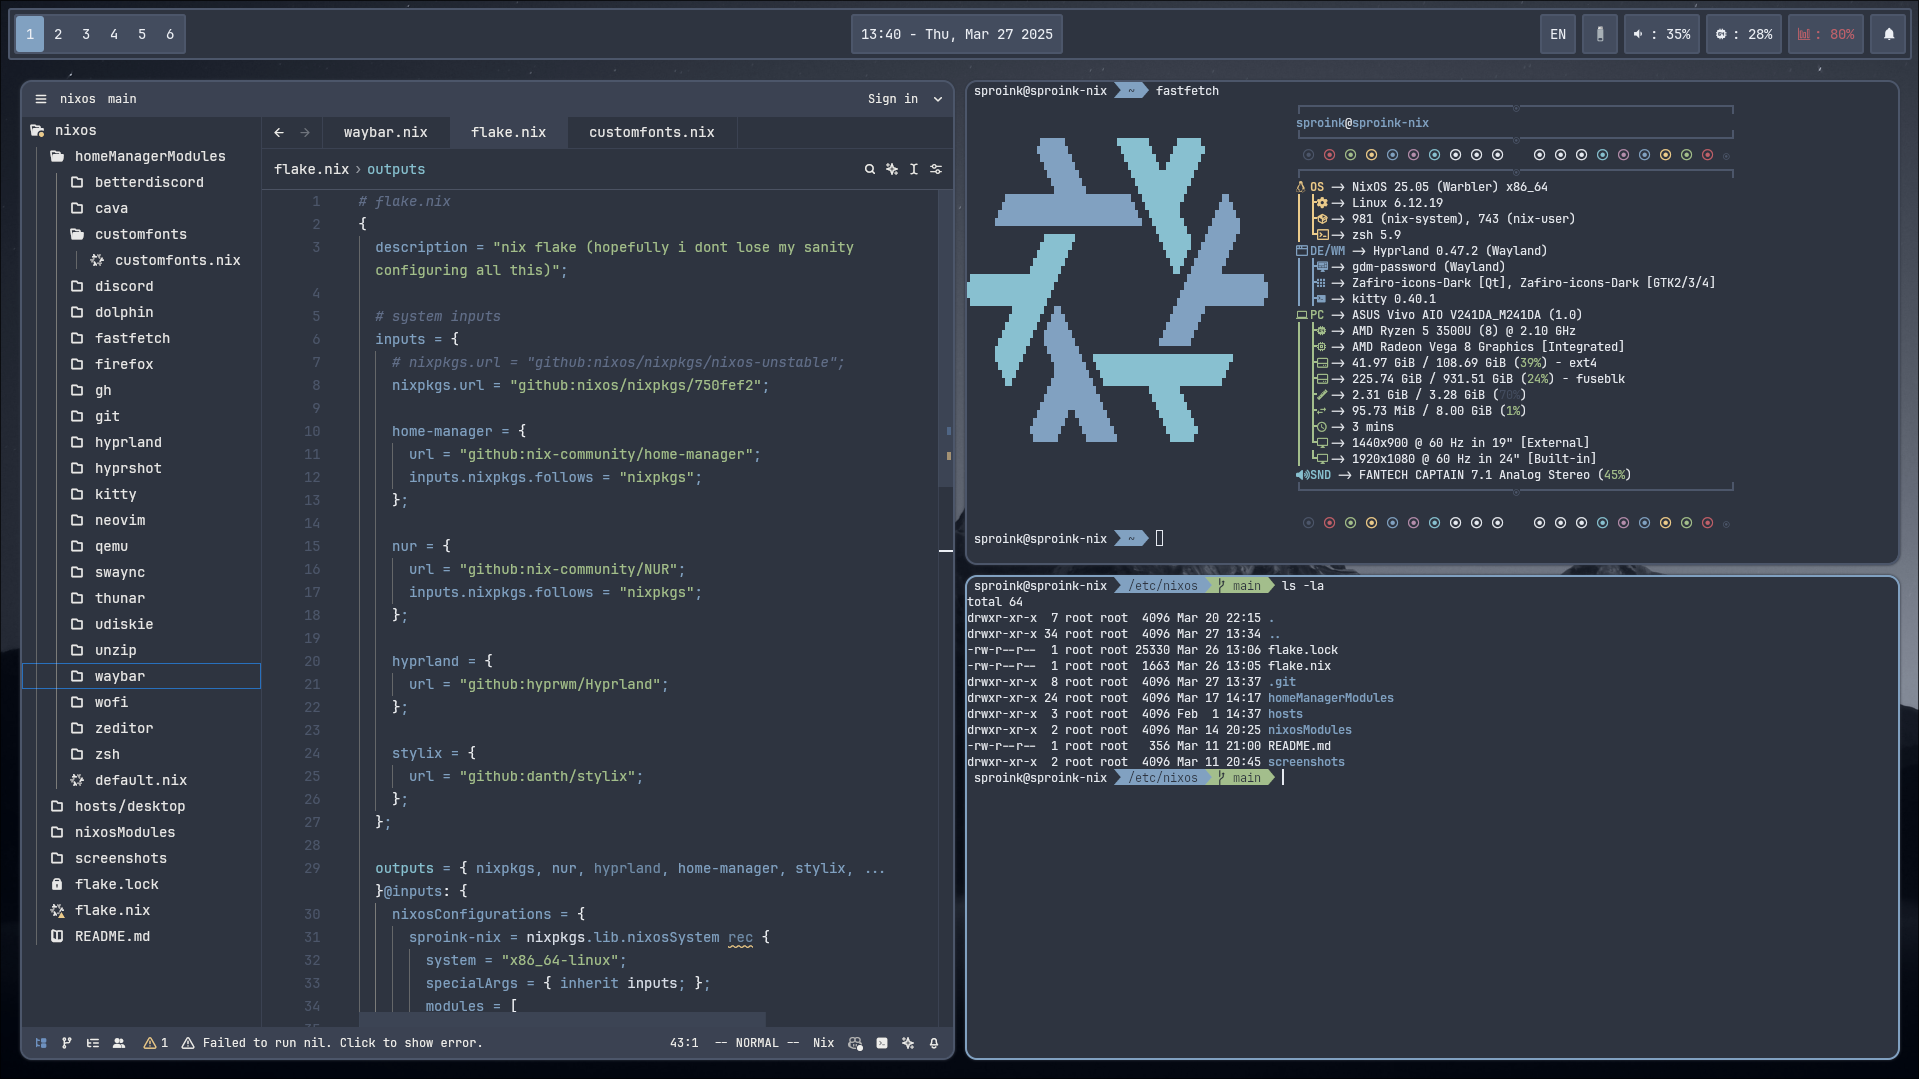 1 2 3 4 5 6
13:40 - Thu, Mar 27 2025
EN
: 35%
: 28%
: 80%
nixos main
Sign in
nixos
homeManagerModules
betterdiscord
cava
customfonts
customfonts.nix
discord
dolphin
fastfetch
firefox
gh
git
hyprland
hyprshot
kitty
neovim
qemu
swaync
thunar
udiskie
unzip
waybar
wofi
zeditor
zsh
default.nix
hosts/desktop
nixosModules
screenshots
flake.lock
flake.nix
README.md
waybar.nix flake.nix customfonts.nix
flake.nix › outputs
1 # flake.nix
2 {
3 description = "nix flake (hopefully i dont lose my sanity
configuring all this)";
4
5 # system inputs
6 inputs = {
7 # nixpkgs.url = "github:nixos/nixpkgs/nixos-unstable";
8 nixpkgs.url = "github:nixos/nixpkgs/750fef2";
9
10 home-manager = {
11 url = "github:nix-community/home-manager";
12 inputs.nixpkgs.follows = "nixpkgs";
13 };
14
15 nur = {
16 url = "github:nix-community/NUR";
17 inputs.nixpkgs.follows = "nixpkgs";
18 };
19
20 hyprland = {
21 url = "github:hyprwm/Hyprland";
22 };
23
24 stylix = {
25 url = "github:danth/stylix";
26 };
27 };
28
29 outputs = { nixpkgs, nur, hyprland, home-manager, stylix, ...
}@inputs: {
30 nixosConfigurations = {
31 sproink-nix = nixpkgs.lib.nixosSystem rec {
32 system = "x86_64-linux";
33 specialArgs = { inherit inputs; };
34 modules = [
1 Failed to run nil. Click to show error.
43:1 -- NORMAL -- Nix
sproink@sproink-nix ~ fastfetch
sproink@sproink-nix
OS -> NixOS 25.05 (Warbler) x86_64
-> Linux 6.12.19
-> 981 (nix-system), 743 (nix-user)
-> zsh 5.9
DE/WM -> Hyprland 0.47.2 (Wayland)
-> gdm-password (Wayland)
-> Zafiro-icons-Dark [Qt], Zafiro-icons-Dark [GTK2/3/4]
-> kitty 0.40.1
PC -> ASUS Vivo AIO V241DA_M241DA (1.0)
-> AMD Ryzen 5 3500U (8) @ 2.10 GHz
-> AMD Radeon Vega 8 Graphics [Integrated]
-> 41.97 GiB / 108.69 GiB (39%) - ext4
-> 225.74 GiB / 931.51 GiB (24%) - fuseblk
-> 2.31 GiB / 3.28 GiB (70%)
-> 95.73 MiB / 8.00 GiB (1%)
-> 3 mins
-> 1440x900 @ 60 Hz in 19" [External]
-> 1920x1080 @ 60 Hz in 24" [Built-in]
SND -> FANTECH CAPTAIN 7.1 Analog Stereo (45%)
sproink@sproink-nix ~
sproink@sproink-nix /etc/nixos main ls -la
total 64
drwxr-xr-x 7 root root 4096 Mar 20 22:15 .
drwxr-xr-x 34 root root 4096 Mar 27 13:34 ..
-rw-r--r-- 1 root root 25330 Mar 26 13:06 flake.lock
-rw-r--r-- 1 root root 1663 Mar 26 13:05 flake.nix
drwxr-xr-x 8 root root 4096 Mar 27 13:37 .git
drwxr-xr-x 24 root root 4096 Mar 17 14:17 homeManagerModules
drwxr-xr-x 3 root root 4096 Feb 1 14:37 hosts
drwxr-xr-x 2 root root 4096 Mar 14 20:25 nixosModules
-rw-r--r-- 1 root root 356 Mar 11 21:00 README.md
drwxr-xr-x 2 root root 4096 Mar 11 20:45 screenshots
sproink@sproink-nix /etc/nixos main